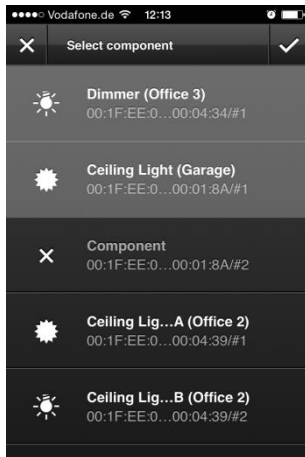 Vodafone.de 12:13
Select component
Dimmer (Office 3)
00:1F:EE:0...00:04:34/#1
Ceiling Light (Garage)
00:1F:EE:0...00:01:8A/#1
Component
00:1F:EE:0...00:01:8A/#2
Ceiling Lig...A (Office 2)
00:1F:EE:0...00:04:39/#1
Ceiling Lig...B (Office 2)
00:1F:EE:0...00:04:39/#2